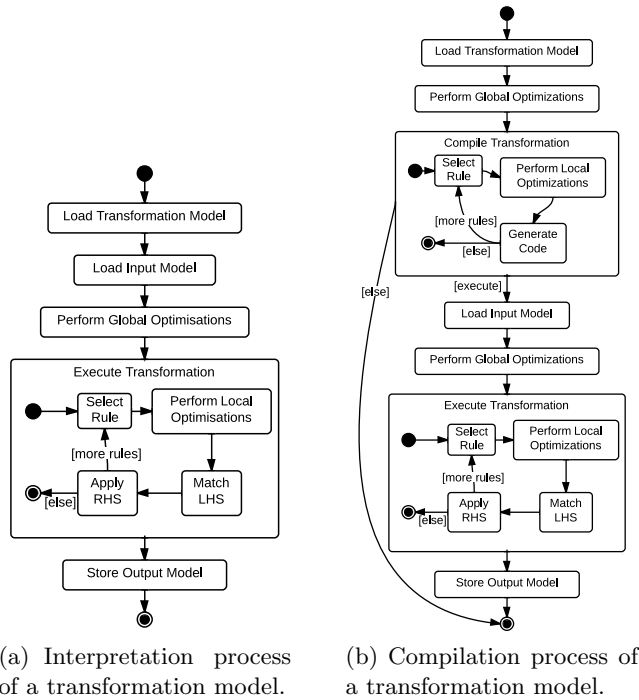 Load Transformation Model
Load Input Model
Perform Global Optimisations
Execute Transformation
Select
Rule
Perform Local
Optimisations
[more rules]
Apply
RHS
Match
LHS
[else]
Store Output Model
(a) Interpretation process
of a transformation model.
Load Transformation Model
Perform Global Optimizations
Compile Transformation
Select
Rule
Perform Local
Optimizations
[more rules]
Generate
Code
[else]
[else]
[execute]
Load Input Model
Perform Global Optimizations
Execute Transformation
Select
Rule
Perform Local
Optimizations
[more rules]
Apply
RHS
Match
LHS
[else]
Store Output Model
(b) Compilation process of
a transformation model.